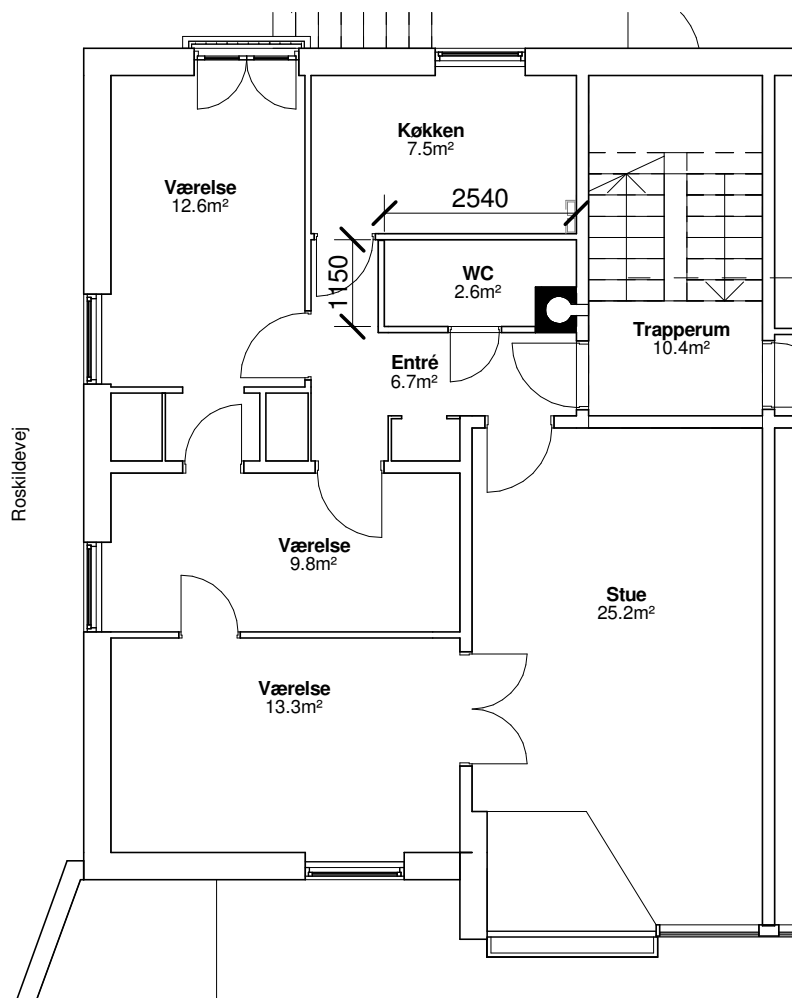 Køkken
7.5m²
Værelse
12.6m²
2540
1150
WC
2.6m²
Trapperum
10.4m²
Entré
6.7m²
Roskildevej
Værelse
9.8m²
Stue
25.2m²
Værelse
13.3m²